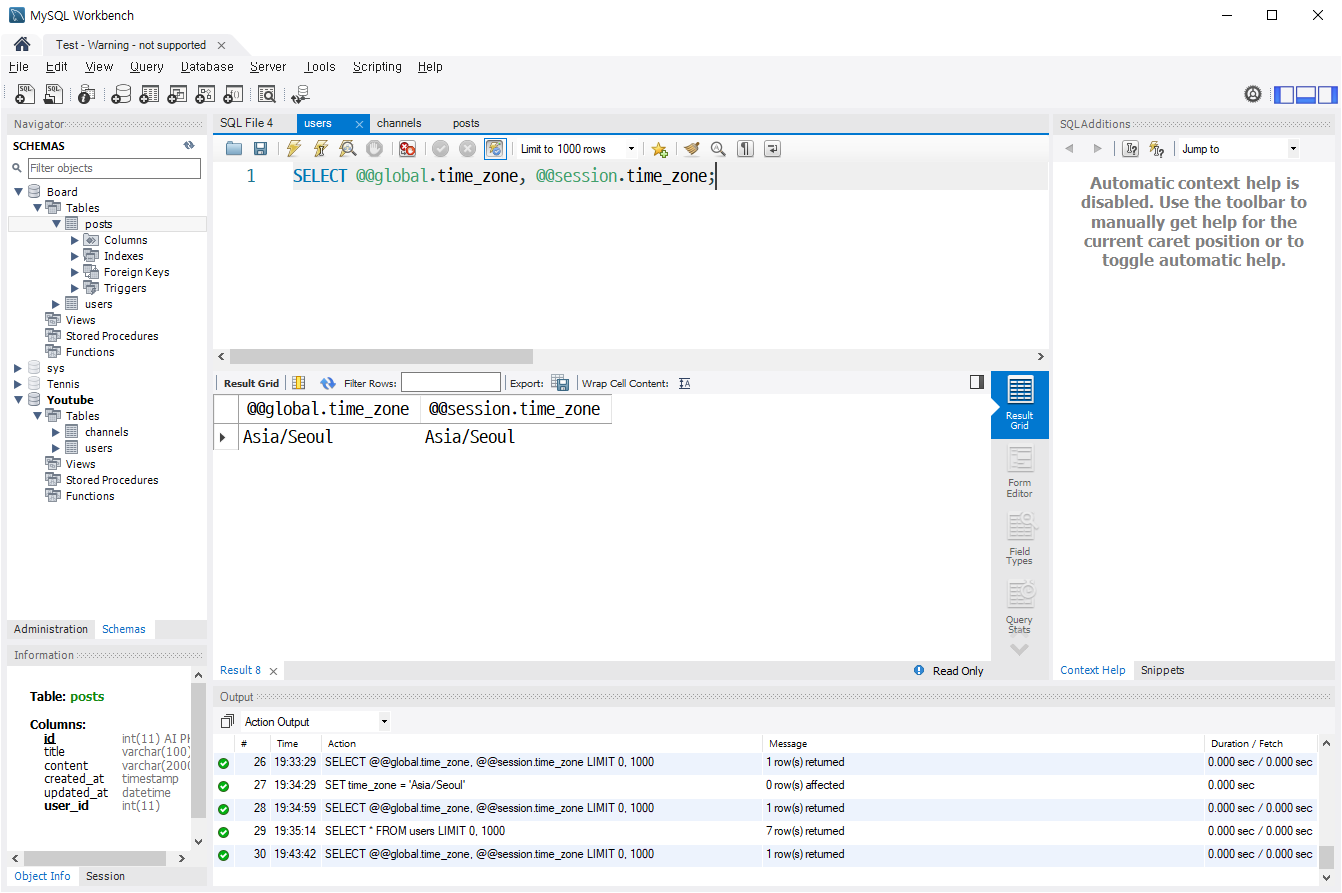 MySQL Workbench
Test - Warning - not supported
File Edit View Query Database Server Tools Scripting Help
Navigator
SCHEMAS
Filter objects
Board
Tables
posts
Columns
Indexes
Foreign Keys
Triggers
users
Views
Stored Procedures
Functions
sys
Tennis
Youtube
Tables
channels
users
Views
Stored Procedures
Functions
Administration Schemas
Information
Table: posts
Columns:
id int(11) AI
title varchar(100)
content
created_at timestamp
updated_at datetime
user_id int(11)
Object Info Session
SQL File 4 users channels posts
Limit to 1000 rows
1 SELECT @@global.time_zone, @@session.time_zone;
Result Grid Filter Rows: Export: Wrap Cell Content:
@@global.time_zone @@session.time_zone
Asia/Seoul Asia/Seoul
Result Grid
Form Editor
Field Types
Query Stats
Result 8 Read Only
SQLAdditions
Jump to
Automatic context help is
disabled. Use the toolbar to
manually get help for the
current caret position or to
toggle automatic help.
Context Help Snippets
Output
Action Output
# Time Action Message Duration / Fetch
26 19:33:29 SELECT @@global.time_zone, @@session.time_zone LIMIT 0, 1000 1 row(s) returned 0.000 sec / 0.000 sec
27 19:34:29 SET time_zone = 'Asia/Seoul' 0 row(s) affected 0.000 sec
28 19:34:59 SELECT @@global.time_zone, @@session.time_zone LIMIT 0, 1000 1 row(s) returned 0.000 sec / 0.000 sec
29 19:35:14 SELECT * FROM users LIMIT 0, 1000 7 row(s) returned 0.000 sec / 0.000 sec
30 19:43:42 SELECT @@global.time_zone, @@session.time_zone LIMIT 0, 1000 1 row(s) returned 0.000 sec / 0.000 sec